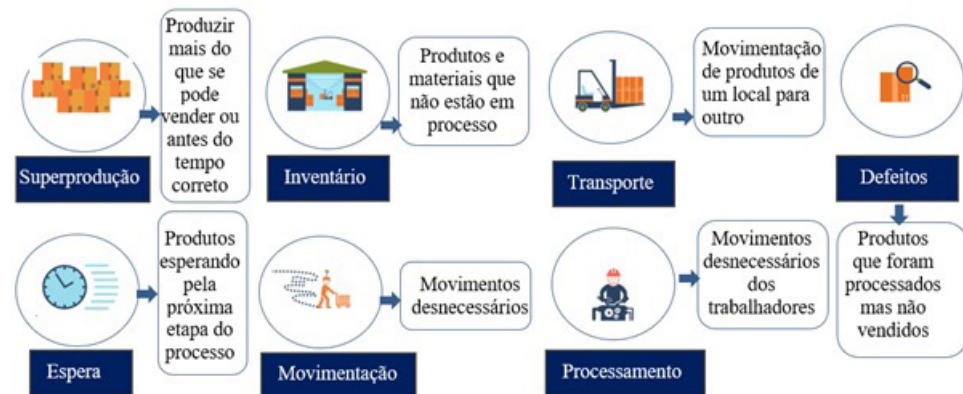 Produzir
mais do
que se
pode
vender ou
antes do
tempo
correto
Superprodução
Produtos e
materiais que
não estão em
processo
Inventário
Movimentação
de produtos de
um local para
outro
Transporte
Defeitos
Produtos
que foram
processados
mas não
vendidos
Produtos
esperando
pela
próxima
etapa do
processo
Espera
Movimentos
desnecessários
Movimentação
Movimentos
desnecessários
dos
trabalhadores
Processamento